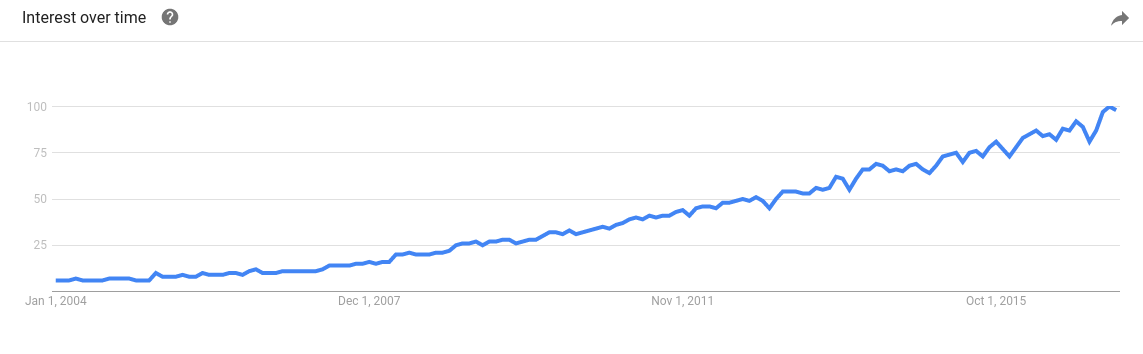 Interest over time ?
100
75
50
25
Jan 1, 2004 Dec 1, 2007 Nov 1, 2011 Oct 1, 2015